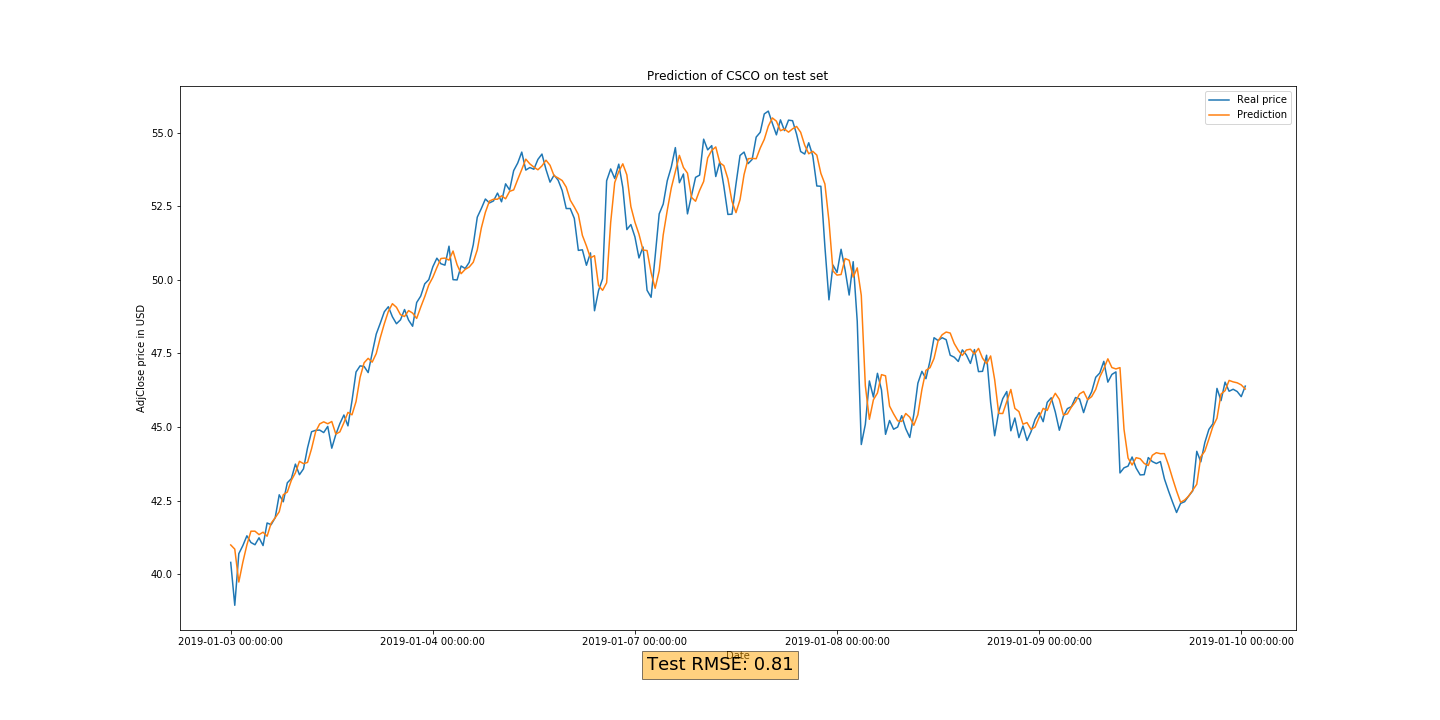 Prediction of CSCO on test set
Real price
Prediction
55.0
52.5
50.0
47.5
45.0
42.5
40.0
AdjClose price in USD
2019-01-03 00:00:00 2019-01-04 00:00:00 2019-01-07 00:00:00 2019-01-08 00:00:00 2019-01-09 00:00:00 2019-01-10 00:00:00
Date
Test RMSE: 0.81